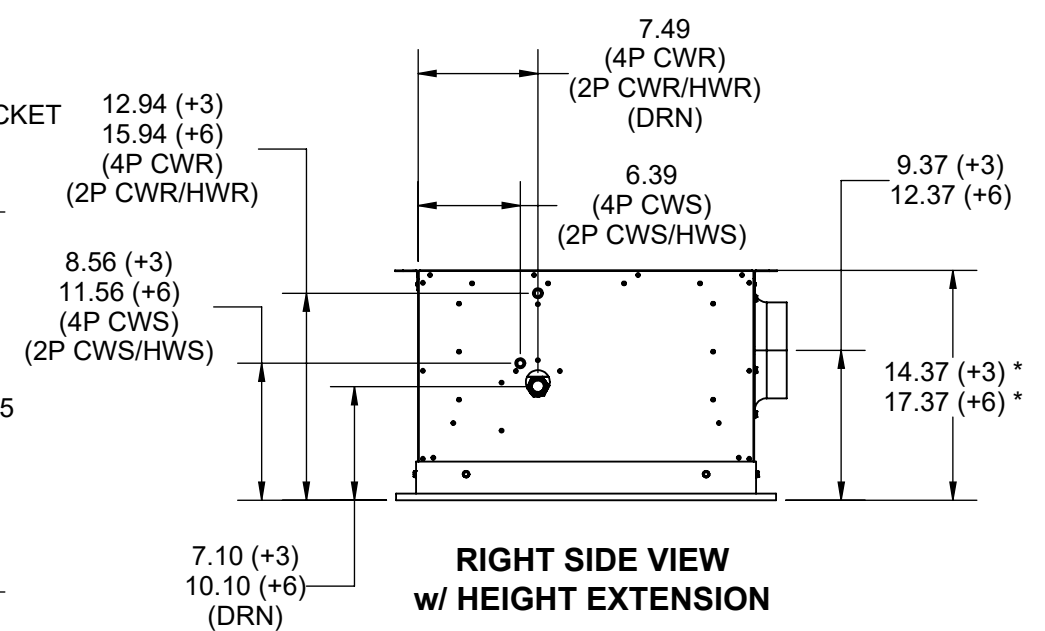 7.49
(4P CWR)
(2P CWR/HWR)
(DRN)
CKET
12.94 (+3)
15.94 (+6)
(4P CWR)
(2P CWR/HWR)
6.39
(4P CWS)
(2P CWS/HWS)
9.37 (+3)
12.37 (+6)
8.56 (+3)
11.56 (+6)
(4P CWS)
(2P CWS/HWS)
14.37 (+3) *
17.37 (+6) *
5
7.10 (+3)
10.10 (+6)
(DRN)
RIGHT SIDE VIEW
w/ HEIGHT EXTENSION